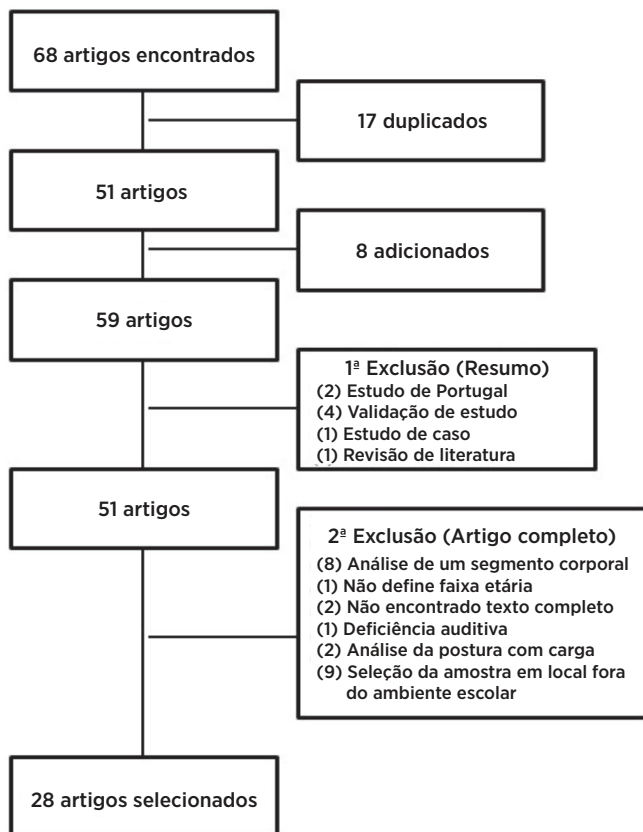 68 artigos encontrados
17 duplicados
51 artigos
8 adicionados
59 artigos
1ª Exclusão (Resumo)
(2) Estudo de Portugal
(4) Validação de estudo
(1) Estudo de caso
(1) Revisão de literatura
51 artigos
2ª Exclusão (Artigo completo)
(8) Análise de um segmento corporal
(1) Não define faixa etária
(2) Não encontrado texto completo
(1) Deficiência auditiva
(2) Análise da postura com carga
(9) Seleção da amostra em local fora
do ambiente escolar
28 artigos selecionados